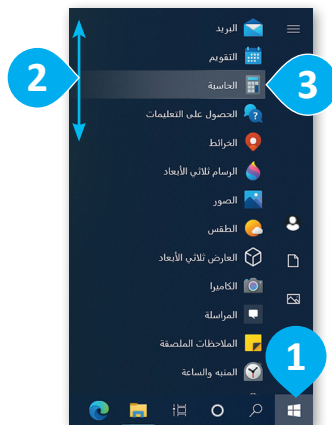 البريد
التقويم
الحاسبة
الحصول على التعليمات
الخرائط
الرسام ثلاثي الأبعاد
الصور
الطقس
العارض ثلاثي الأبعاد
الكاميرا
المراسلة
الملاحظات الملصقة
المنبه والساعة
2
3
1